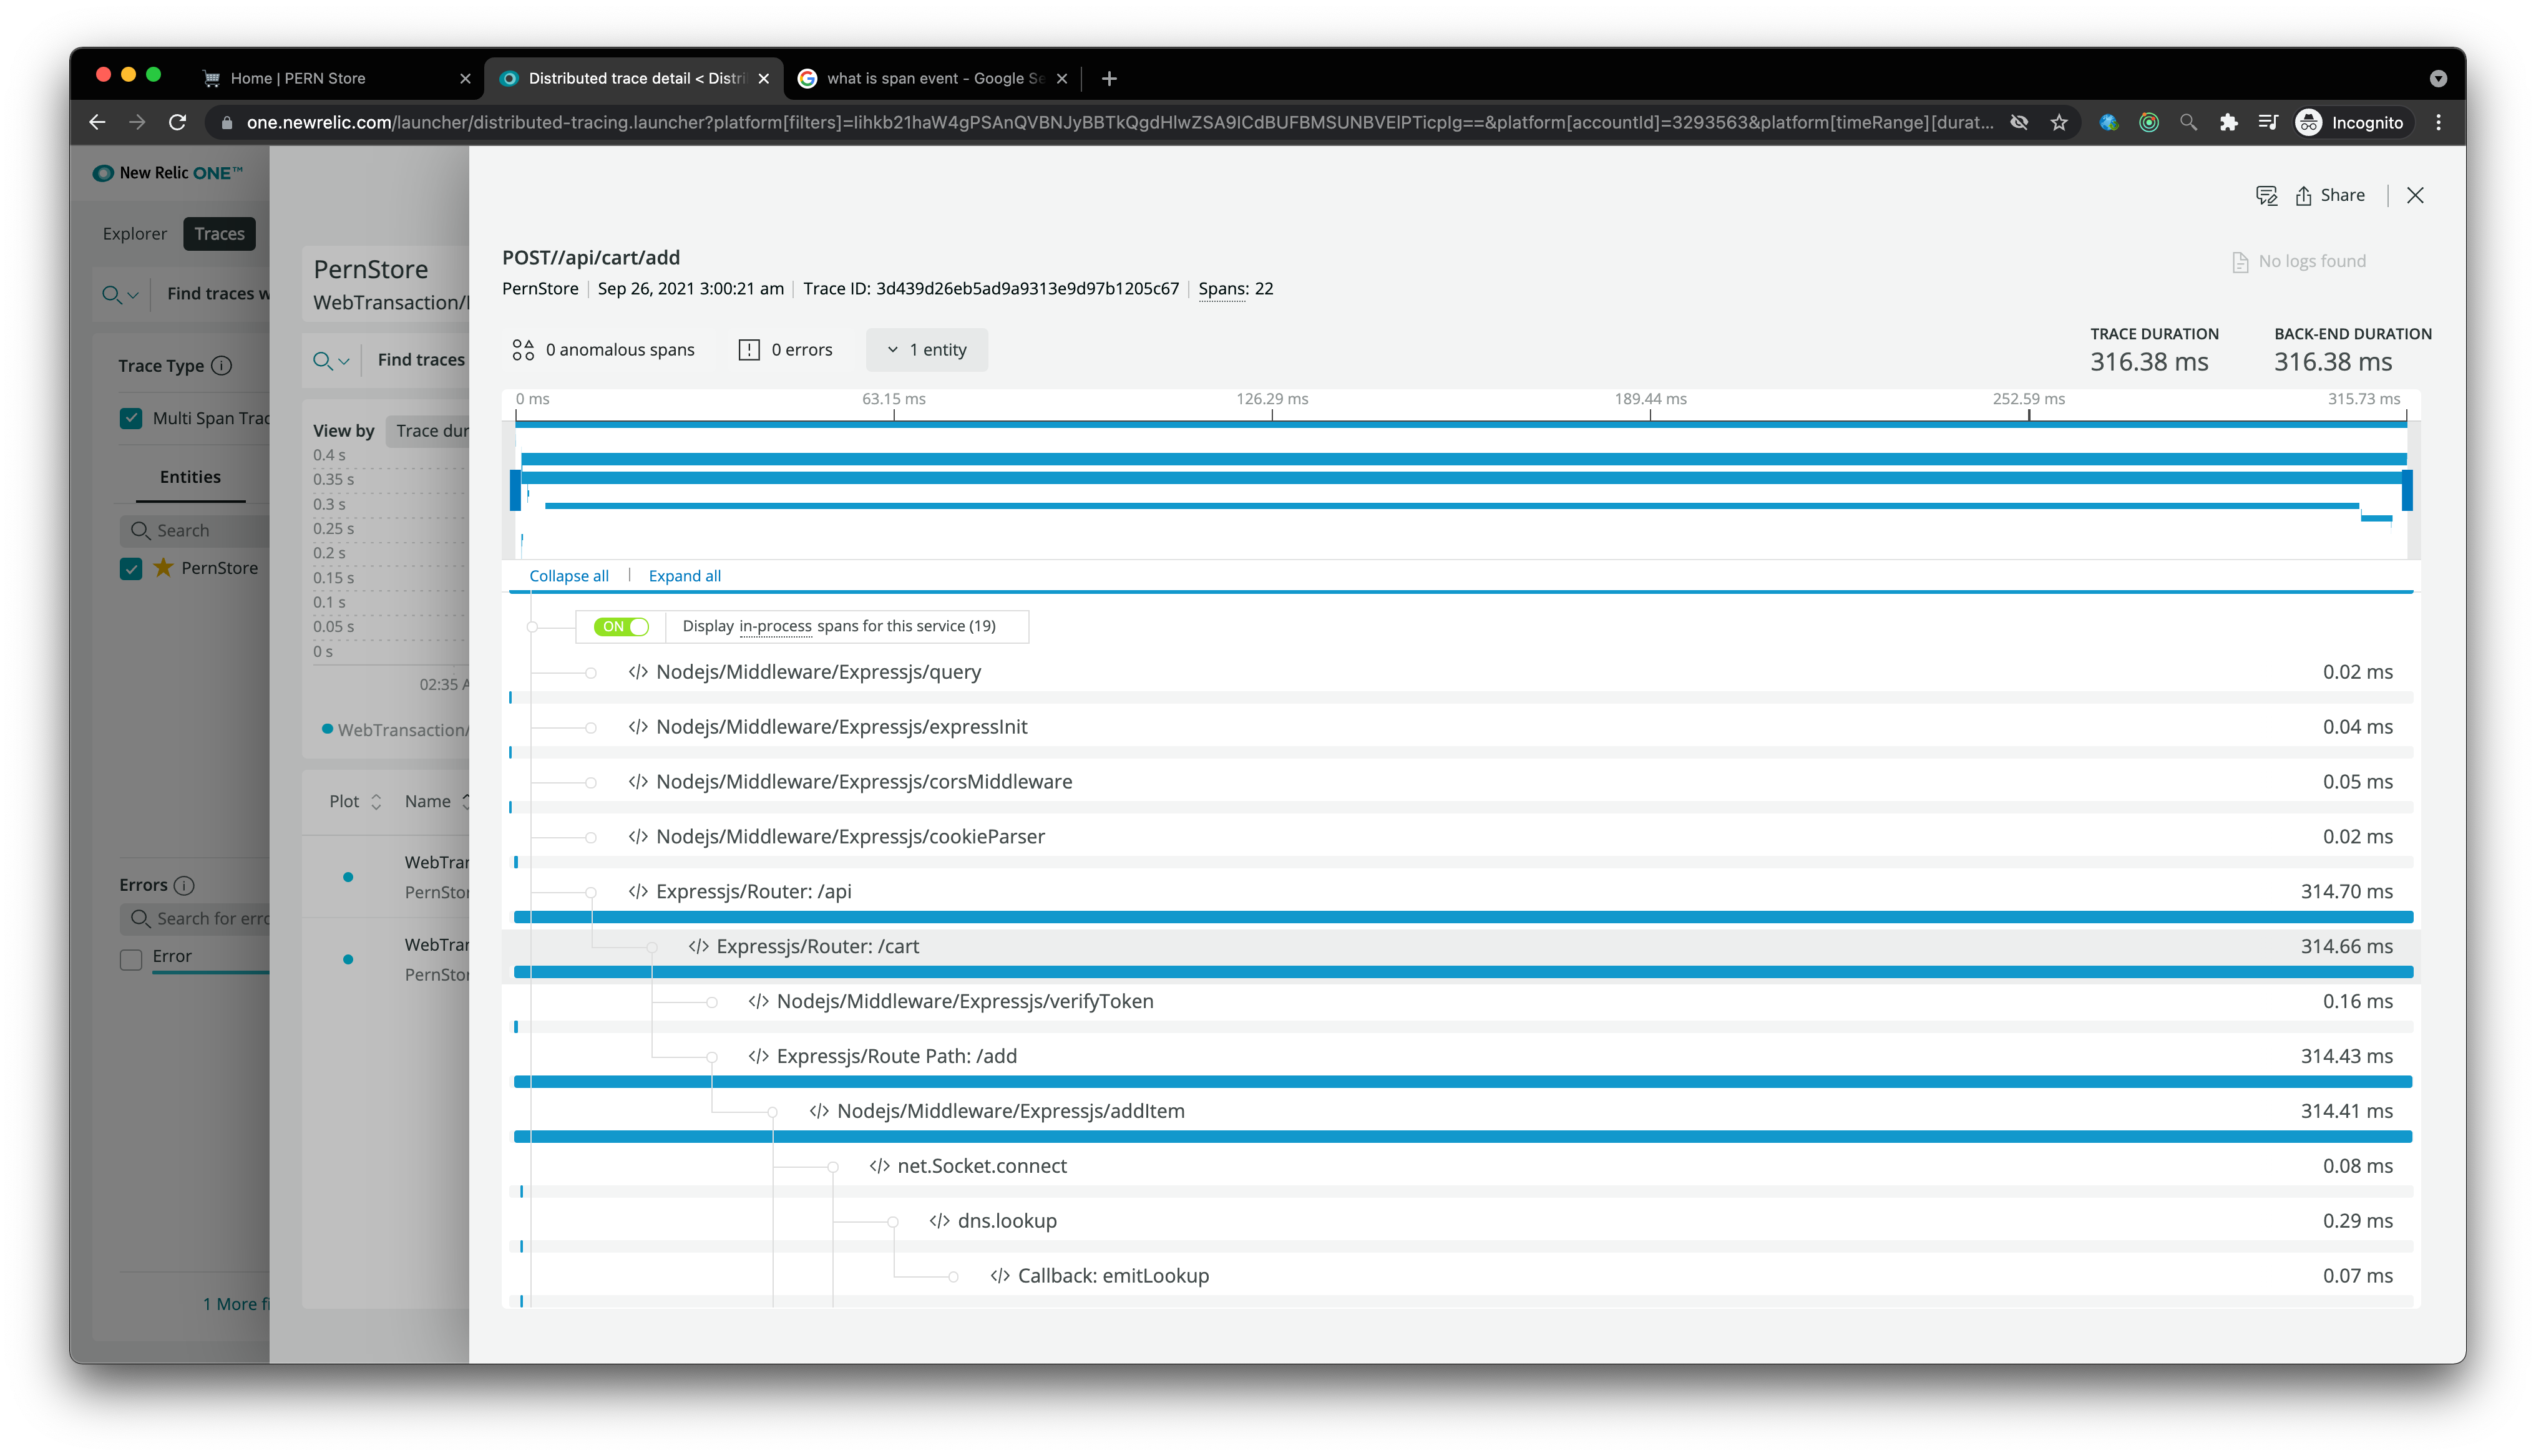 Home | PERN Store
Distributed trace detail < Distri
what is span event - Google Se
one.newrelic.com/launcher/distributed-tracing.launcher?platform[filters]=Iihkb21haW4gPSAnQVBNJyBBTkQgdHlwZSA9ICdBUFBMSUNBVElPTicpIg==&platform[accountId]=3293563&platform[timeRange][durat...
Incognito
New Relic ONE™
Explorer
Traces
Find traces w
Trace Type
Multi Span Trac
Entities
Search
PernStore
Errors
Search for erro
Error
1 More fi
PernStore
WebTransaction/
Find traces
View by
Trace dur
0.4 s
0.35 s
0.3 s
0.25 s
0.2 s
0.15 s
0.1 s
0.05 s
0 s
02:35 A
WebTransaction/
Plot
Name
WebTran
PernStor
WebTran
PernStor
Share
POST//api/cart/add
No logs found
PernStore | Sep 26, 2021 3:00:21 am | Trace ID: 3d439d26eb5ad9a9313e9d97b1205c67 | Spans: 22
0 anomalous spans
0 errors
1 entity
TRACE DURATION
316.38 ms
BACK-END DURATION
316.38 ms
0 ms
63.15 ms
126.29 ms
189.44 ms
252.59 ms
315.73 ms
Collapse all | Expand all
ON
Display in-process spans for this service (19)
</> Nodejs/Middleware/Expressjs/query 0.02 ms
</> Nodejs/Middleware/Expressjs/expressInit 0.04 ms
</> Nodejs/Middleware/Expressjs/corsMiddleware 0.05 ms
</> Nodejs/Middleware/Expressjs/cookieParser 0.02 ms
</> Expressjs/Router: /api 314.70 ms
</> Expressjs/Router: /cart 314.66 ms
</> Nodejs/Middleware/Expressjs/verifyToken 0.16 ms
</> Expressjs/Route Path: /add 314.43 ms
</> Nodejs/Middleware/Expressjs/addItem 314.41 ms
</> net.Socket.connect 0.08 ms
</> dns.lookup 0.29 ms
</> Callback: emitLookup 0.07 ms